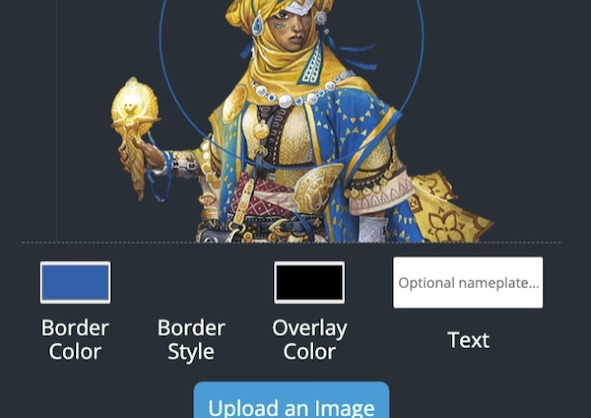 Optional nameplate...
Border
Color
Border
Style
Overlay
Color
Text
Upload an Image